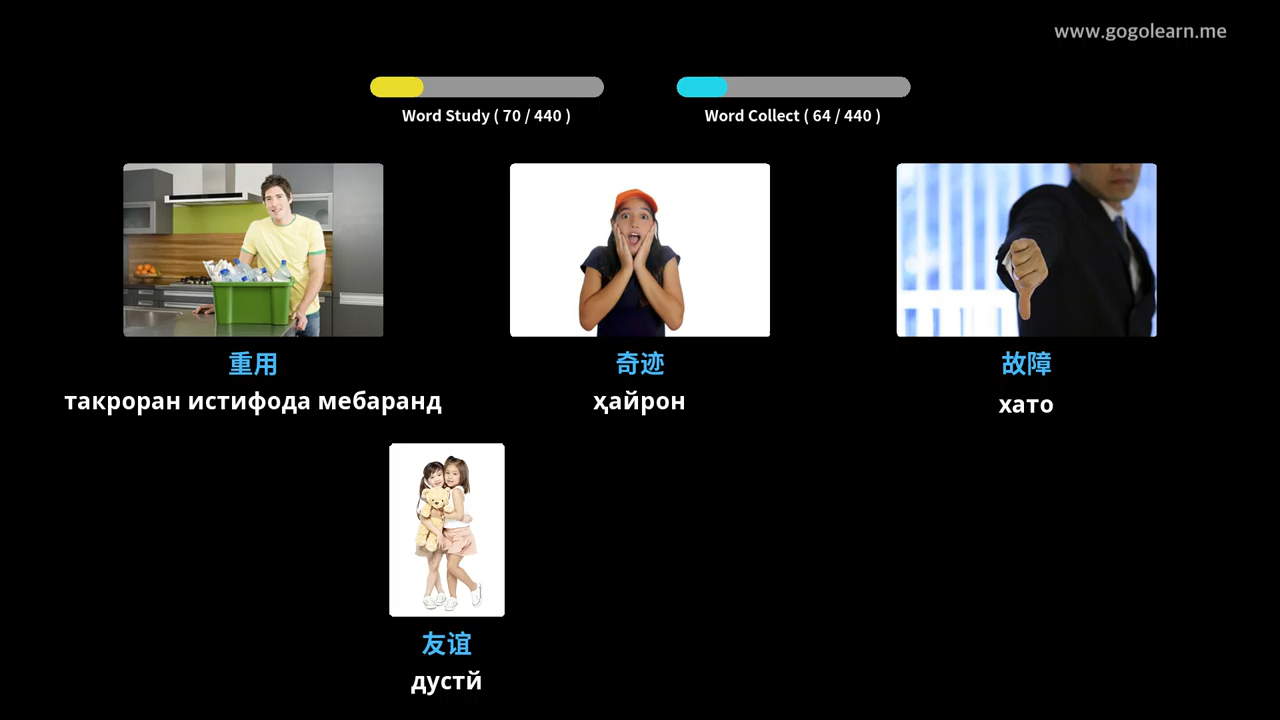 www.gogolearn.me
Word Study ( 70 / 440 )
Word Collect ( 64 / 440 )
重用
такроран истифода мебаранд
奇迹
ҳайрон
故障
хато
友谊
дустй